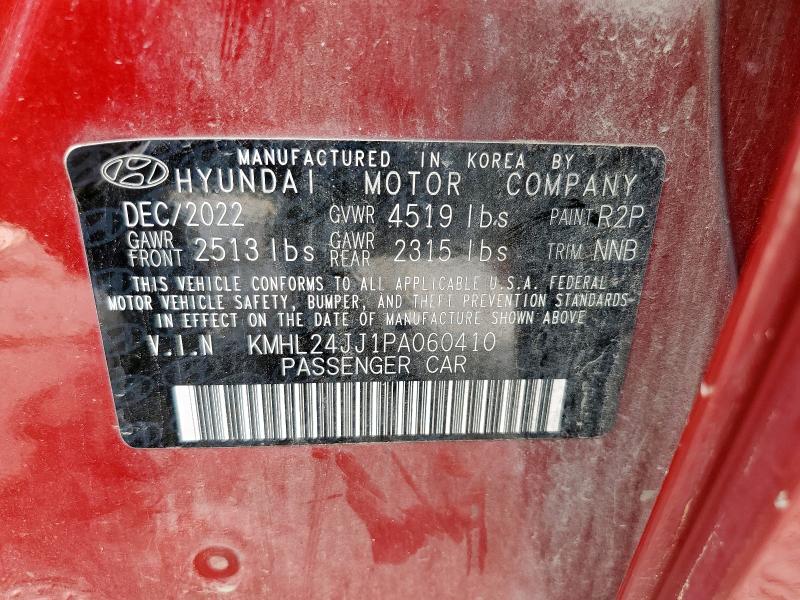 MANUFACTURED IN KOREA BY
HYUNDAI MOTOR COMPANY
DEC/2022 GVWR 4519 lbs PAINT R2P
GAWR FRONT 2513 lbs GAWR REAR 2315 lbs TRIM NNB
THIS VEHICLE CONFORMS TO ALL APPLICABLE U.S.A. FEDERAL
MOTOR VEHICLE SAFETY, BUMPER, AND THEFT PREVENTION STANDARDS
IN EFFECT ON THE DATE OF MANUFACTURE SHOWN ABOVE.
V.I.N KMHL24JJ1PA060410
PASSENGER CAR